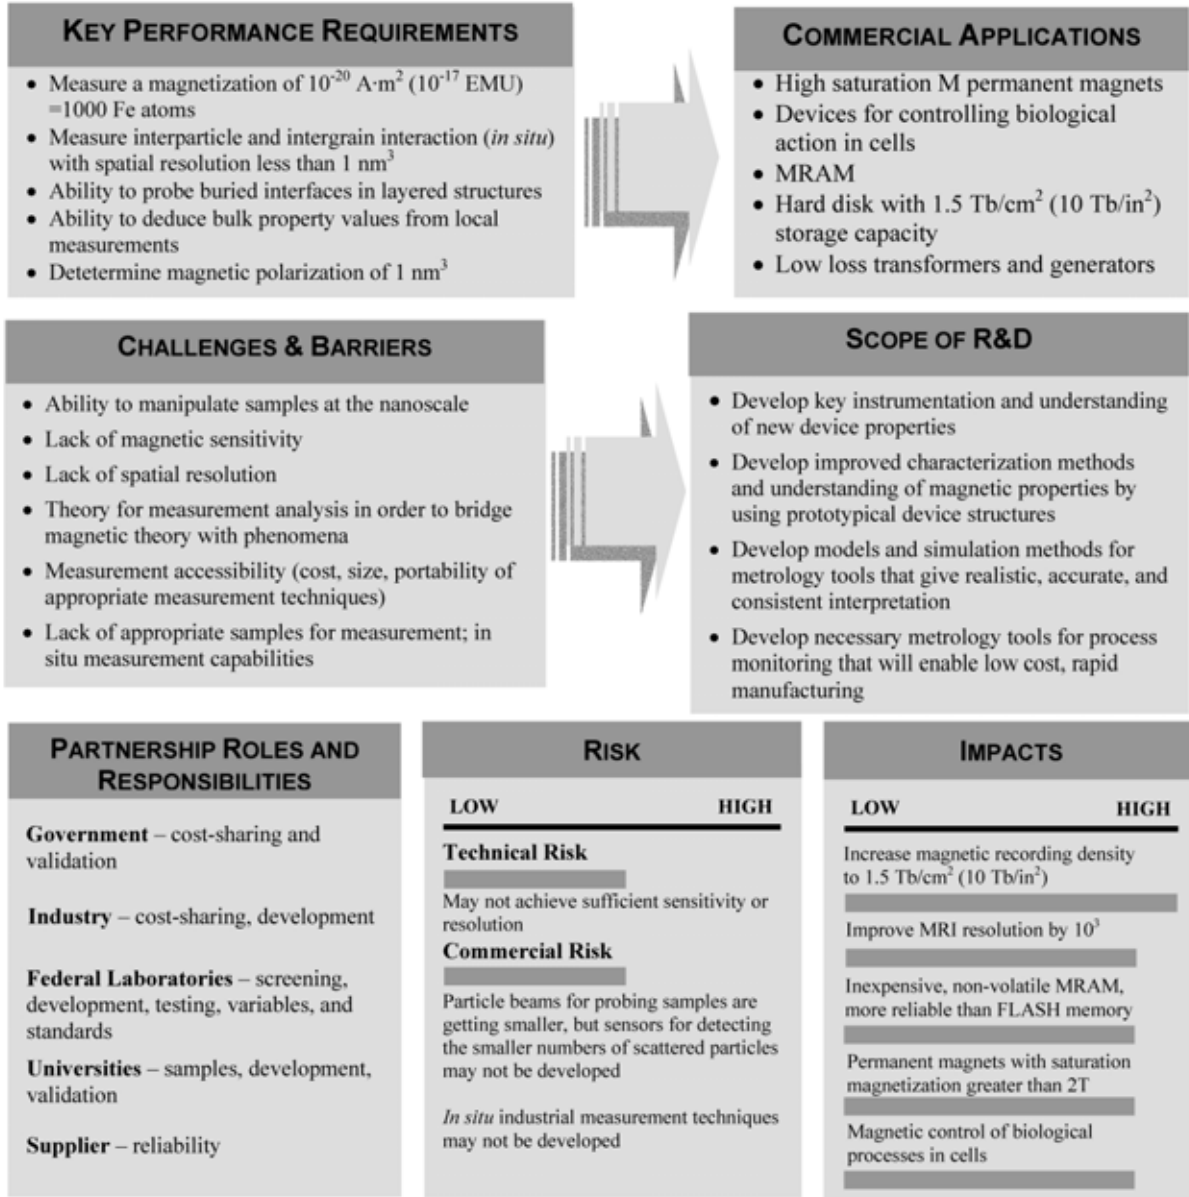 KEY PERFORMANCE REQUIREMENTS
• Measure a magnetization of 10⁻²⁰ A·m² (10⁻¹⁷ EMU)
=1000 Fe atoms
• Measure interparticle and intergrain interaction (in situ)
with spatial resolution less than 1 nm³
• Ability to probe buried interfaces in layered structures
• Ability to deduce bulk property values from local
measurements
• Detetermine magnetic polarization of 1 nm³
COMMERCIAL APPLICATIONS
• High saturation M permanent magnets
• Devices for controlling biological
action in cells
• MRAM
• Hard disk with 1.5 Tb/cm² (10 Tb/in²)
storage capacity
• Low loss transformers and generators
CHALLENGES & BARRIERS
• Ability to manipulate samples at the nanoscale
• Lack of magnetic sensitivity
• Lack of spatial resolution
• Theory for measurement analysis in order to bridge
magnetic theory with phenomena
• Measurement accessibility (cost, size, portability of
appropriate measurement techniques)
• Lack of appropriate samples for measurement; in
situ measurement capabilities
SCOPE OF R&D
• Develop key instrumentation and understanding
of new device properties
• Develop improved characterization methods
and understanding of magnetic properties by
using prototypical device structures
• Develop models and simulation methods for
metrology tools that give realistic, accurate, and
consistent interpretation
• Develop necessary metrology tools for process
monitoring that will enable low cost, rapid
manufacturing
PARTNERSHIP ROLES AND
RESPONSIBILITIES
Government – cost-sharing and
validation
Industry – cost-sharing, development
Federal Laboratories – screening,
development, testing, variables, and
standards
Universities – samples, development,
validation
Supplier – reliability
RISK
LOW HIGH
Technical Risk
May not achieve sufficient sensitivity or
resolution
Commercial Risk
Particle beams for probing samples are
getting smaller, but sensors for detecting
the smaller numbers of scattered particles
may not be developed
In situ industrial measurement techniques
may not be developed
IMPACTS
LOW HIGH
Increase magnetic recording density
to 1.5 Tb/cm² (10 Tb/in²)
Improve MRI resolution by 10³
Inexpensive, non-volatile MRAM,
more reliable than FLASH memory
Permanent magnets with saturation
magnetization greater than 2T
Magnetic control of biological
processes in cells